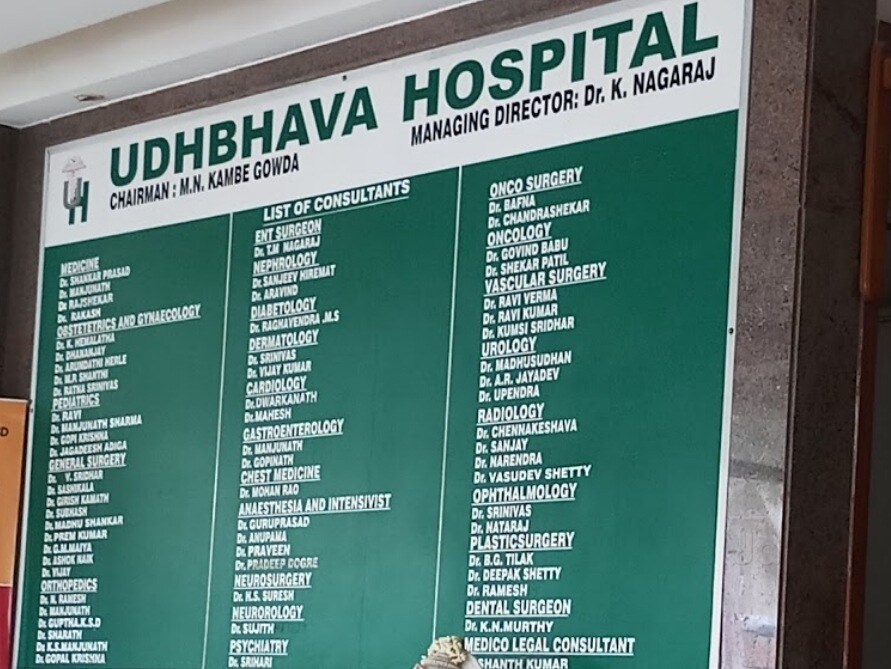 UDHBHAVA HOSPITAL
CHAIRMAN : M.N. KAMBE GOWDA
MANAGING DIRECTOR: Dr. K. NAGARAJ
UH
LIST OF CONSULTANTS
MEDICINE
Dr. SHANKAR PRASAD
Dr. MANJUNATH
Dr. RAJSHEKAR
Dr. RAKASH
OBSTETETRICS AND GYNAECOLOGY
Dr. K. HEMALATHA
Dr. DHANANJAY
Dr. ARUNDATHI HERLE
Dr. M.R SHANTHI
Dr. RATNA SRINIVAS
PEDIATRICS
Dr. RAVI
Dr. MANJUNATH SHARMA
Dr. GOPI KRISHNA
Dr. JAGADEESH ADIGA
GENERAL SURGERY
Dr. V. SRIDHAR
Dr. SASHIKALA
Dr. GIRISH KAMATH
Dr. SUBHASH
Dr. MADHU SHANKAR
Dr. PREM KUMAR
Dr. G.M.MAIYA
Dr. ASHOK NAIK
Dr. VIJAY
ORTHOPEDICS
Dr. N. RAMESH
Dr. MANJUNATH
Dr. GUPTHA.K.S.D
Dr. SHARATH
Dr. K.S.MANJUNATH
Dr. GOPAL KRISHNA
ENT SURGEON
Dr. T.M NAGARAJ
NEPHROLOGY
Dr. SANJEEV HIREMAT
Dr. ARAVIND
DIABETOLOGY
Dr. RAGHAVENDRA .M.S
DERMATOLOGY
Dr. SRINIVAS
Dr. VIJAY KUMAR
CARDIOLOGY
Dr.DWARKANATH
Dr.MAHESH
GASTROENTEROLOGY
Dr. MANJUNATH
Dr. GOPINATH
CHEST MEDICINE
Dr. MOHAN RAO
ANAESTHESIA AND INTENSIVIST
Dr. GURUPRASAD
Dr. ANUPAMA
Dr. PRAVEEN
Dr.PRADEEP DOGRE
NEUROSURGERY
Dr. H.S. SURESH
NEUROROLOGY
Dr. SUJITH
PSYCHIATRY
Dr. SRIHARI
ONCO SURGERY
Dr. BAFNA
Dr. CHANDRASHEKAR
ONCOLOGY
Dr. GOVIND BABU
Dr. SHEKAR PATIL
VASCULAR SURGERY
Dr. RAVI VERMA
Dr. RAVI KUMAR
Dr. KUMSI SRIDHAR
UROLOGY
Dr. MADHUSUDHAN
Dr. A.R. JAYADEV
Dr. UPENDRA
RADIOLOGY
Dr. CHENNAKESHAVA
Dr. SANJAY
Dr. NARENDRA
Dr. VASUDEV SHETTY
OPHTHALMOLOGY
Dr. SRINIVAS
Dr. NATARAJ
PLASTICSURGERY
Dr. B.G. TILAK
Dr. DEEPAK SHETTY
Dr. RAMESH
DENTAL SURGEON
Dr. K.N.MURTHY
MEDICO LEGAL CONSULTANT
SHANTH KUMAR